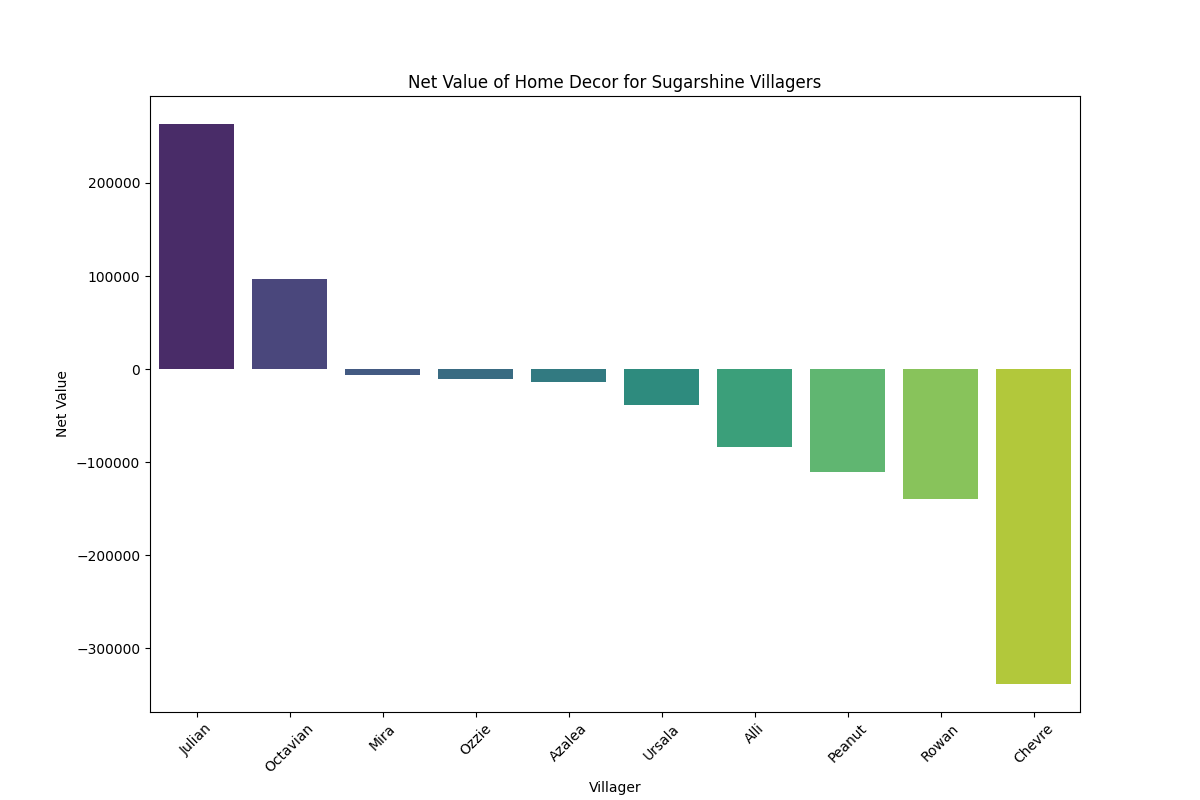 Net Value of Home Decor for Sugarshine Villagers
200000
100000
0
−100000
−200000
−300000
Net Value
Julian
Octavian
Mira
Ozzie
Azalea
Ursala
Alli
Peanut
Rowan
Chevre
Villager